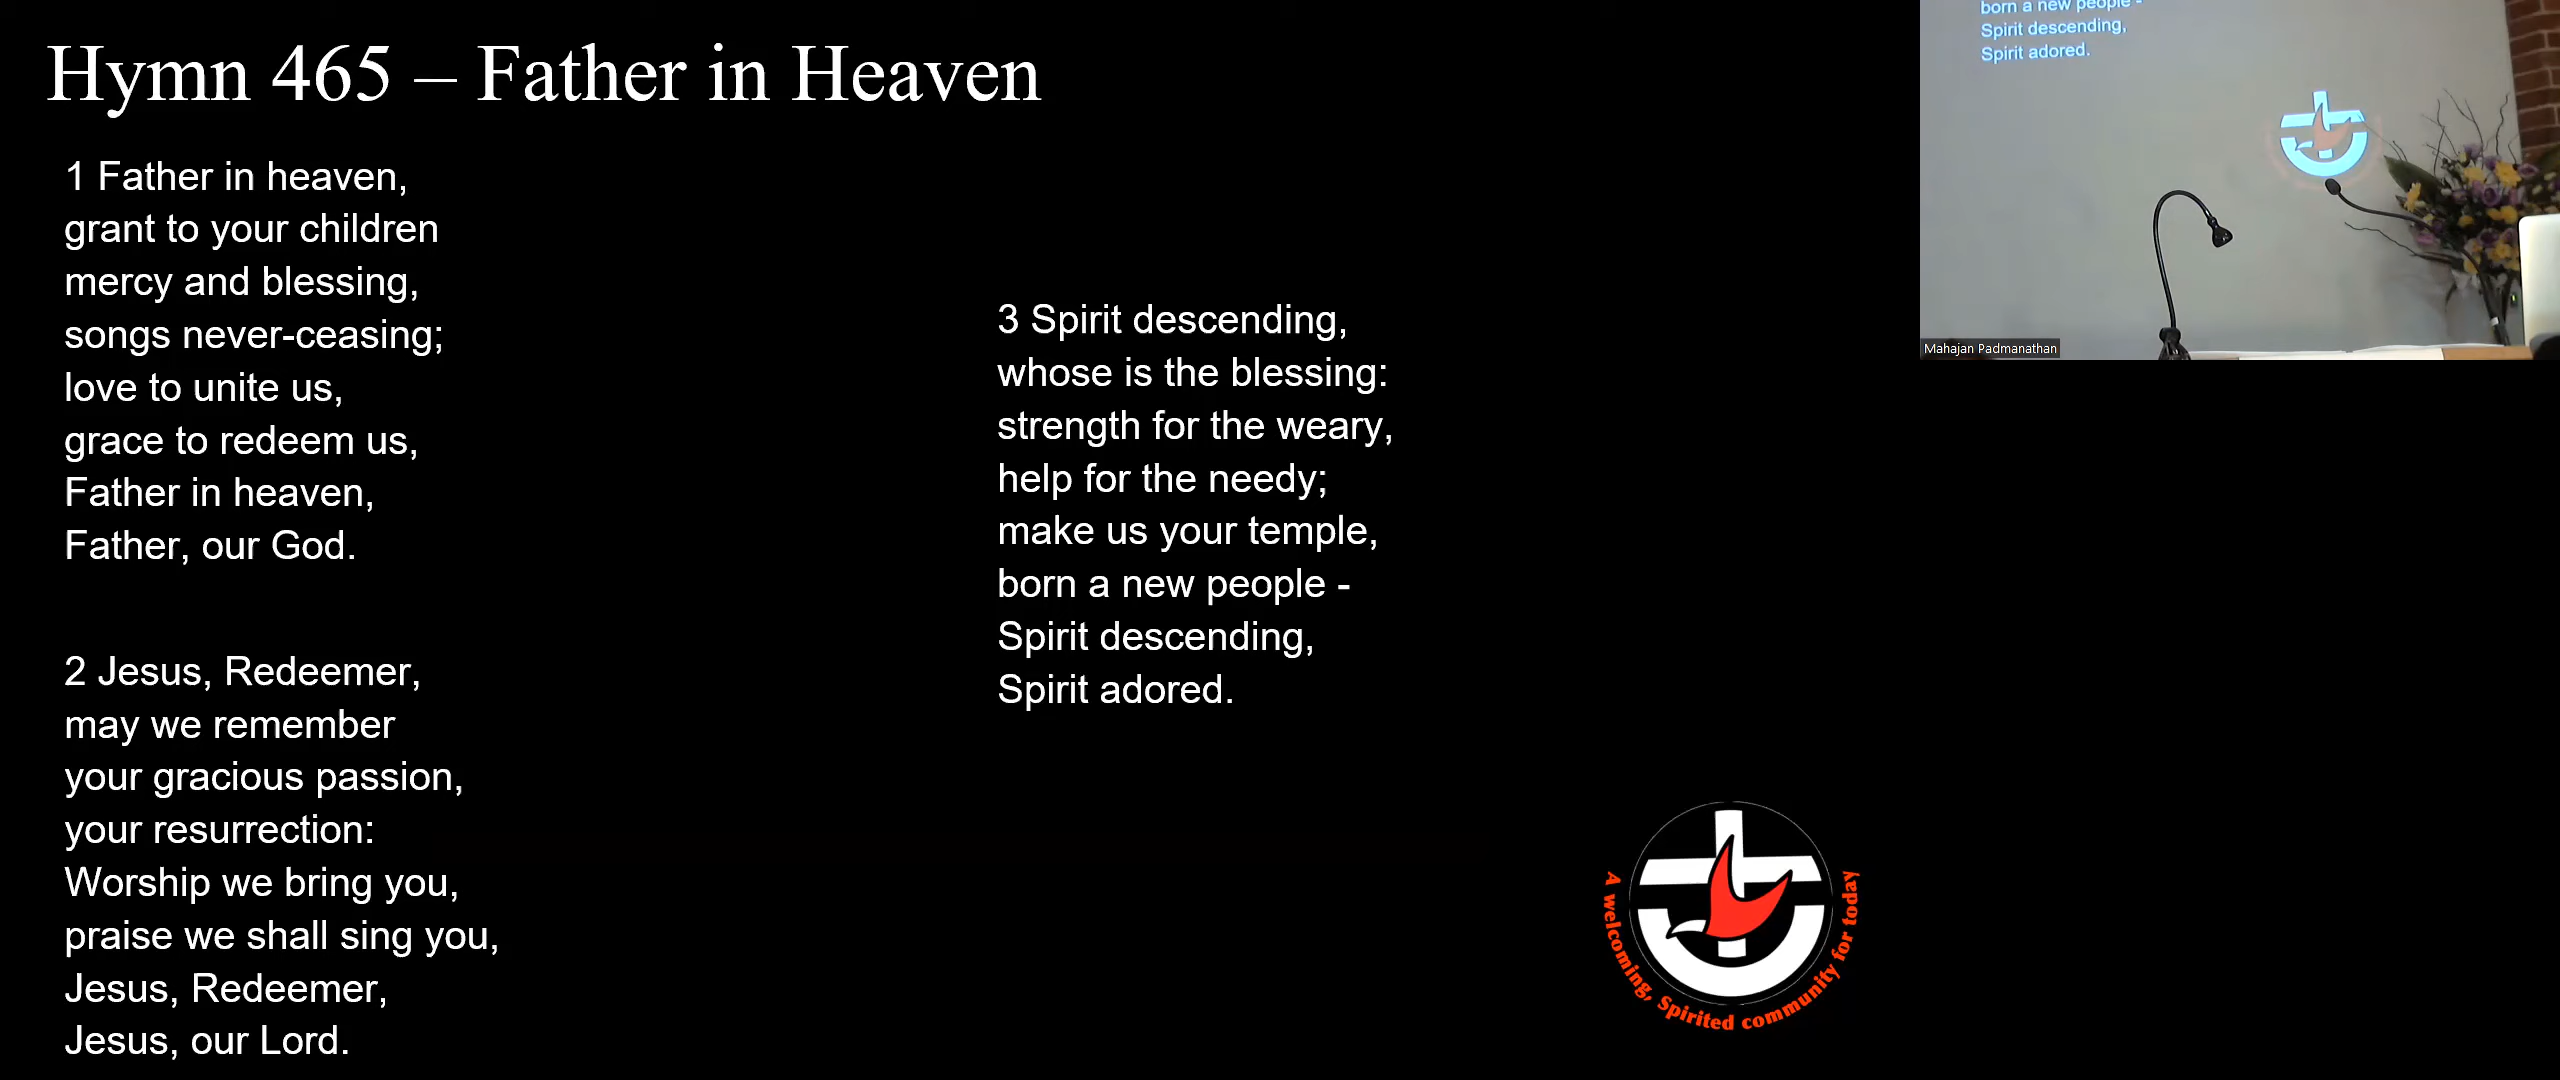 Hymn 465 – Father in Heaven
1 Father in heaven,
grant to your children
mercy and blessing,
songs never-ceasing;
love to unite us,
grace to redeem us,
Father in heaven,
Father, our God.
2 Jesus, Redeemer,
may we remember
your gracious passion,
your resurrection:
Worship we bring you,
praise we shall sing you,
Jesus, Redeemer,
Jesus, our Lord.
3 Spirit descending,
whose is the blessing:
strength for the weary,
help for the needy;
make us your temple,
born a new people -
Spirit descending,
Spirit adored.
A welcoming, Spirited community for today
born a new people -
Spirit descending,
Spirit adored.
Mahajan Padmanathan